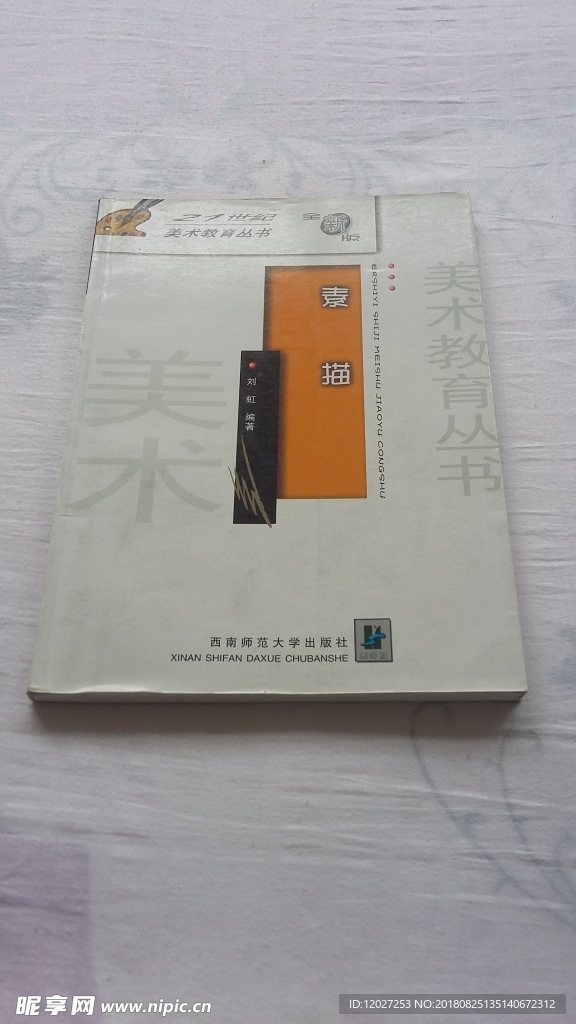 21世纪
全新版
美术教育丛书
素描
刘虹 编著
ERSHIYI SHIJI MEISHU JIAOYU CONGSHU
美术教育丛书
美术
西南师范大学出版社
XINAN SHIFAN DAXUE CHUBANSHE
昵享网 www.nipic.cn
ID:12027253 NO:20180825135140672312